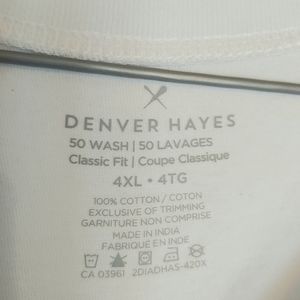 DENVER HAYES
50 WASH | 50 LAVAGES
Classic Fit | Coupe Classique
4XL • 4TG
100% COTTON / COTON
EXCLUSIVE OF TRIMMING
GARNITURE NON COMPRISE
MADE IN INDIA
FABRIQUÉ EN INDE
CA 03961 2DIADHAS-420X